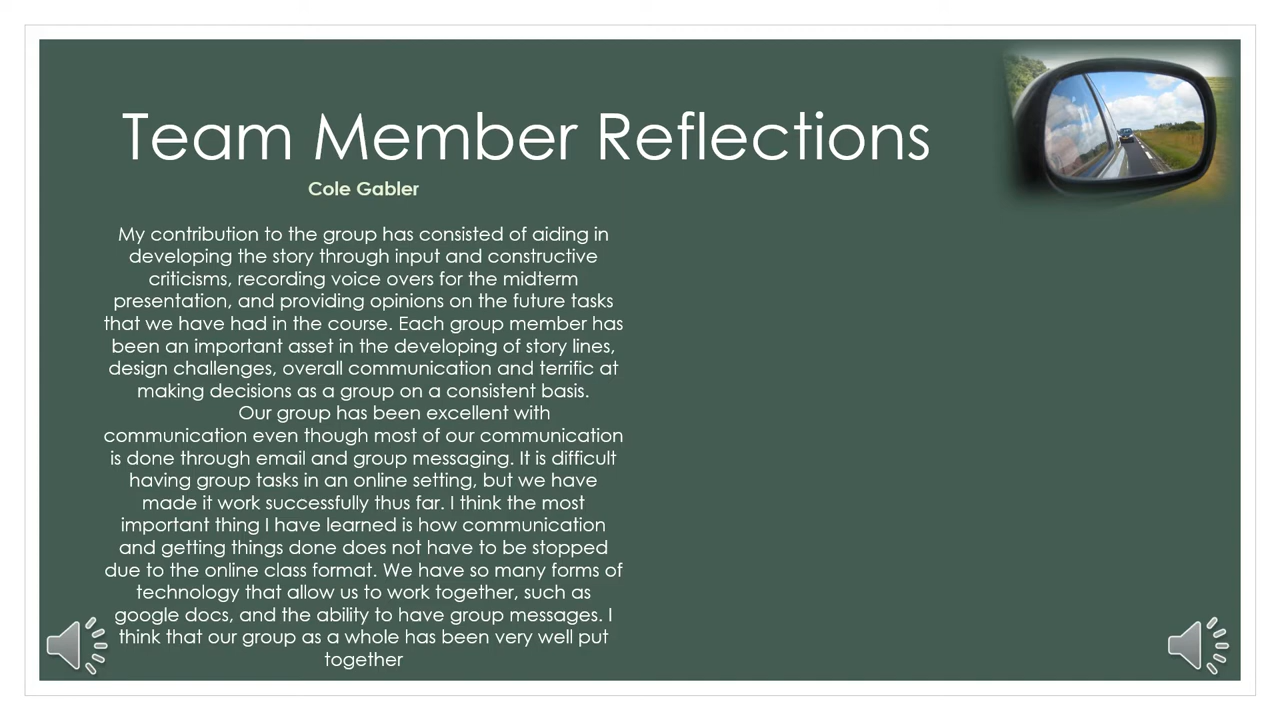 Team Member Reflections
Cole Gabler
My contribution to the group has consisted of aiding in
developing the story through input and constructive
criticisms, recording voice overs for the midterm
presentation, and providing opinions on the future tasks
that we have had in the course. Each group member has
been an important asset in the developing of story lines,
design challenges, overall communication and terrific at
making decisions as a group on a consistent basis.
Our group has been excellent with
communication even though most of our communication
is done through email and group messaging. It is difficult
having group tasks in an online setting, but we have
made it work successfully thus far. I think the most
important thing I have learned is how communication
and getting things done does not have to be stopped
due to the online class format. We have so many forms of
technology that allow us to work together, such as
google docs, and the ability to have group messages. I
think that our group as a whole has been very well put
together